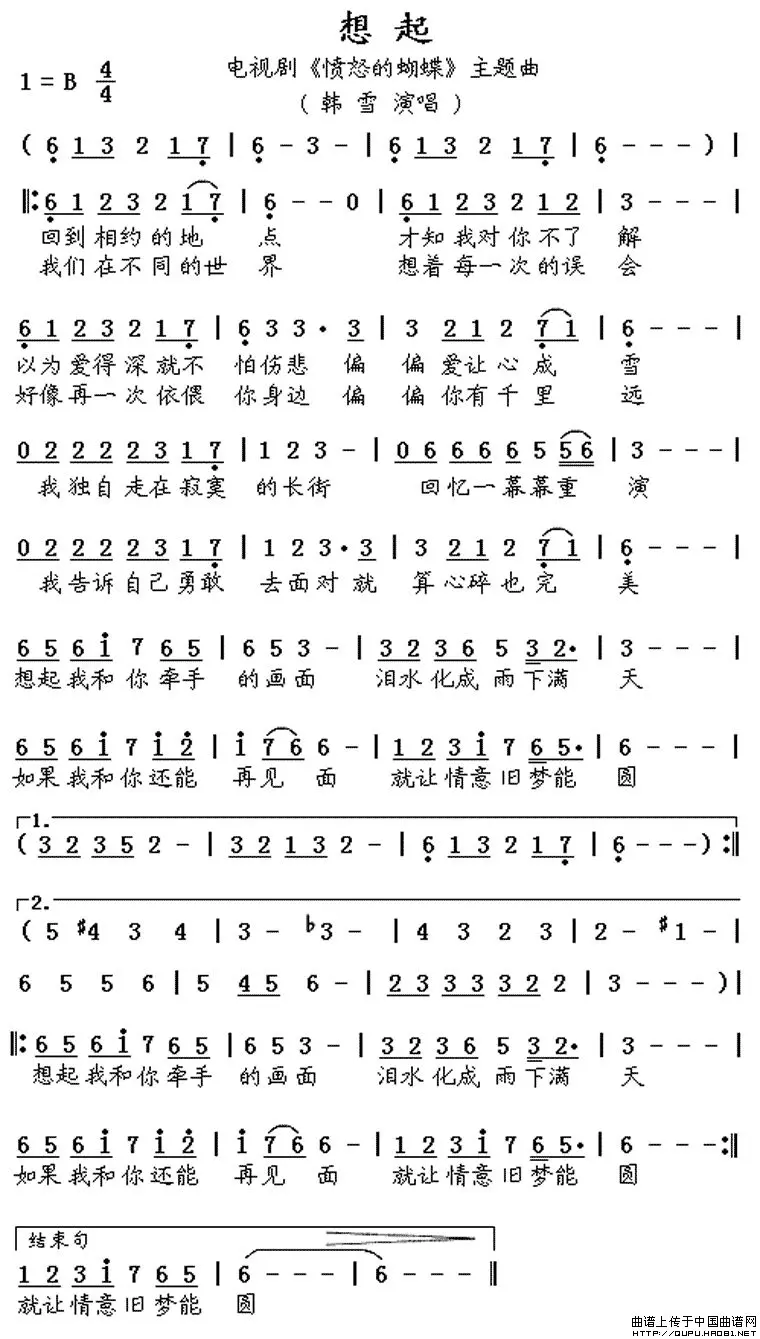 想起
电视剧《愤怒的蝴蝶》主题曲
1 = B 4/4
( 韩 雪 演唱 )
( 6̣ 1 3 2 1 7̣ | 6̣ - 3 - | 6̣ 1 3 2 1 7̣ | 6̣ - - - ) |
‖: 6̣ 1 2 3 2 1 7̣ | 6̣ - - 0 | 6̣ 1 2 3 2 1 2 | 3 - - - |
回到相约的地 点 才知我对你不了 解
我们在不同的世 界 想着每一次的误 会
6̣ 1 2 3 2 1 7̣ | 6̣ 3 3· 3 | 3 2 1 2 7̣ 1 | 6̣ - - - |
以为爱得深就不 怕伤悲 偏 偏 爱让心成 雪
好像再一次依偎 你身边 偏 偏 你有千里 远
0 2 2 2 2 3 1 7̣ | 1 2 3 - | 0 6 6 6 6 5 5 6 | 3 - - - |
我独自走在寂寞 的长街 回忆一幕幕重 演
0 2 2 2 2 3 1 7̣ | 1 2 3· 3 | 3 2 1 2 7̣ 1 | 6̣ - - - |
我告诉自己勇敢 去面对就 算心碎也完 美
6 5 6 1̇ 7 6 5 | 6 5 3 - | 3 2 3 6 5 3 2· | 3 - - - |
想起我和你牵手 的画面 泪水化成雨下满 天
6 5 6 1̇ 7 1̇ 2̇ | 1̇ 7 6 6 - | 1 2 3 1̇ 7 6 5· | 6 - - - |
如果我和你还能 再见 面 就让情意旧梦能 圆
1.
( 3 2 3 5 2 - | 3 2 1 3 2 - | 6̣ 1 3 2 1 7̣ | 6̣ - - - ) :‖
2.
( 5 #4 3 4 | 3 - b3 - | 4 3 2 3 | 2 - #1 - |
6 5 5 6 | 5 4 5 6 - | 2 3 3 3 3 2 2 | 3 - - - ) |
‖: 6 5 6 1̇ 7 6 5 | 6 5 3 - | 3 2 3 6 5 3 2· | 3 - - - |
想起我和你牵手 的画面 泪水化成雨下满 天
6 5 6 1̇ 7 1̇ 2̇ | 1̇ 7 6 6 - | 1 2 3 1̇ 7 6 5· | 6 - - - :‖
如果我和你还能 再见 面 就让情意旧梦能 圆
结束句
1 2 3 1̇ 7 6 5 | 6 - - - | 6 - - - ‖
就让情意旧梦能 圆
曲谱上传于中国曲谱网
HTTP://QUPU.HAO81.NET